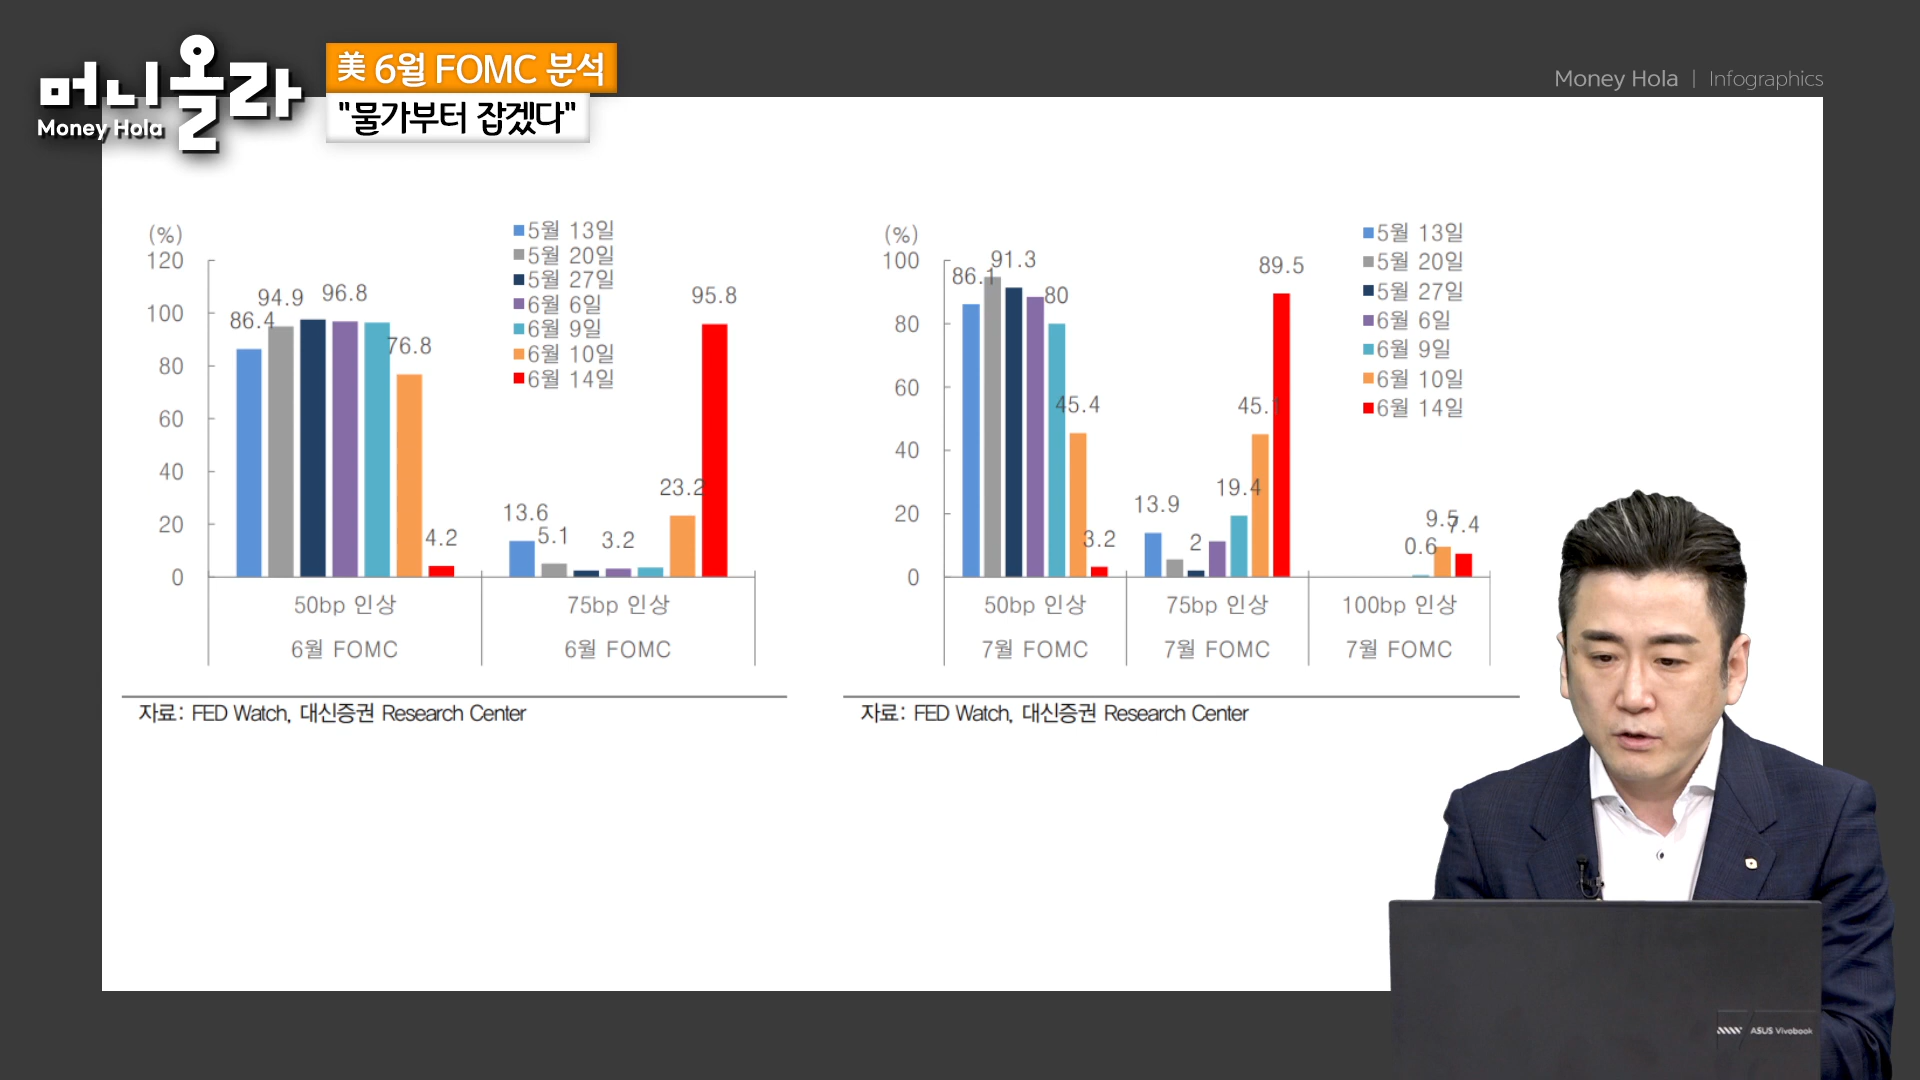 머니올라
Money Hola
美 6월 FOMC 분석
"물가부터 잡겠다"
Money Hola | Infographics
(%)
120
100
80
60
40
20
0
86.4
94.9
96.8
76.8
4.2
13.6
5.1
3.2
23.2
95.8
5월 13일
5월 20일
5월 27일
6월 6일
6월 9일
6월 10일
6월 14일
50bp 인상
75bp 인상
6월 FOMC
6월 FOMC
자료: FED Watch, 대신증권 Research Center
(%)
100
80
60
40
20
0
86.1
91.3
80
45.4
3.2
13.9
2
19.4
45.1
89.5
0.6
9.5
7.4
5월 13일
5월 20일
5월 27일
6월 6일
6월 9일
6월 10일
6월 14일
50bp 인상
75bp 인상
100bp 인상
7월 FOMC
7월 FOMC
7월 FOMC
자료: FED Watch, 대신증권 Research Center
ASUS Vivobook